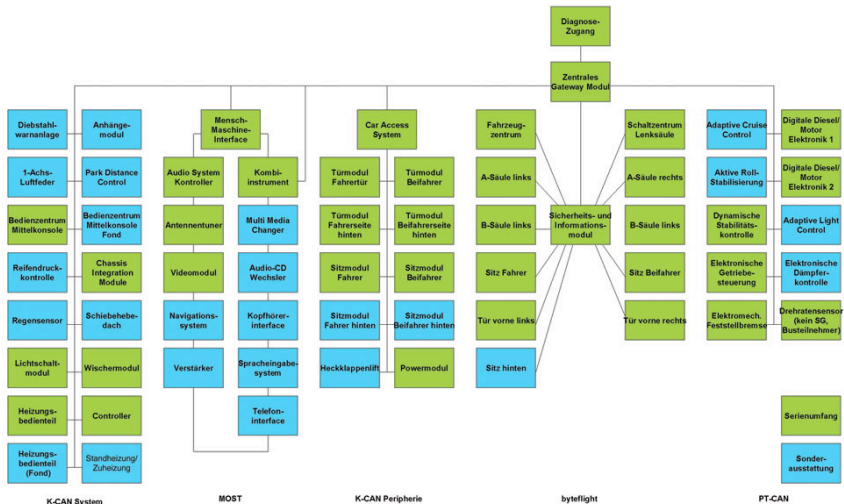 Diagnose-
Zugang
Zentrales
Gateway Modul
Diebstahl-
warnanlage
Anhänge-
modul
1-Achs-
Luftfeder
Park Distance
Control
Bedienzentrum
Mittelkonsole
Bedienzentrum
Mittelkonsole
Fond
Reifendruck-
kontrolle
Chassis
Integration
Module
Regensensor
Schiebehebe-
dach
Lichtschalt-
modul
Wischermodul
Heizungs-
bedienteil
Controller
Heizungs-
bedienteil
(Fond)
Standheizung/
Zuheizung
K-CAN System
Mensch-
Maschine-
Interface
Audio System
Kontroller
Kombi-
instrument
Antennentuner
Multi Media
Changer
Videomodul
Audio-CD
Wechsler
Navigations-
system
Kopfhörer-
interface
Verstärker
Spracheingabe-
system
Telefon-
interface
MOST
Car Access
System
Türmodul
Fahrertür
Türmodul
Beifahrer
Türmodul
Fahrerseite
hinten
Türmodul
Beifahrerseite
hinten
Sitzmodul
Fahrer
Sitzmodul
Beifahrer
Sitzmodul
Fahrer hinten
Sitzmodul
Beifahrer hinten
Heckklappenlift
Powermodul
K-CAN Peripherie
Fahrzeug-
zentrum
Schaltzentrum
Lenksäule
A-Säule links
A-Säule rechts
B-Säule links
Sicherheits- und
Informations-
modul
B-Säule links
Sitz Fahrer
Sitz Beifahrer
Tür vorne links
Tür vorne rechts
Sitz hinten
byteflight
Adaptive Cruise
Control
Digitale Diesel/
Motor
Elektronik 1
Aktive Roll-
Stabilisierung
Digitale Diesel/
Motor
Elektronik 2
Dynamische
Stabilitäts-
kontrolle
Adaptive Light
Control
Elektronische
Getriebe-
steuerung
Elektronische
Dämpfer-
kontrolle
Elektromech.
Feststellbremse
Drehratensensor
(kein SG,
Busteilnehmer)
Serienumfang
Sonder-
ausstattung
PT-CAN